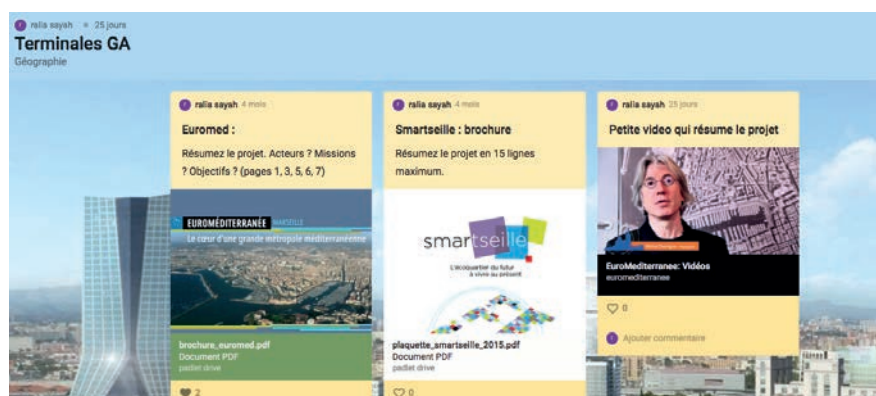 ralia sayah 25 jours
Terminales GA
Géographie
ralia sayah 4 mois
Euromed :
Résumez le projet. Acteurs ? Missions
? Objectifs ? (pages 1, 3, 5, 6, 7)
EUROMÉDITERRANÉE MARSEILLE
Le cœur d'une grande métropole méditerranéenne
brochure_euromed.pdf
Document PDF
padlet drive
2
ralia sayah 4 mois
Smartseille : brochure
Résumez le projet en 15 lignes
maximum.
smartseille
L'écoquartier du futur
à vivre au présent
plaquette_smartseille_2015.pdf
Document PDF
padlet drive
0
ralia sayah 25 jours
Petite video qui résume le projet
EuroMediterranee: Vidéos
euromediterranee
0
Ajouter commentaire